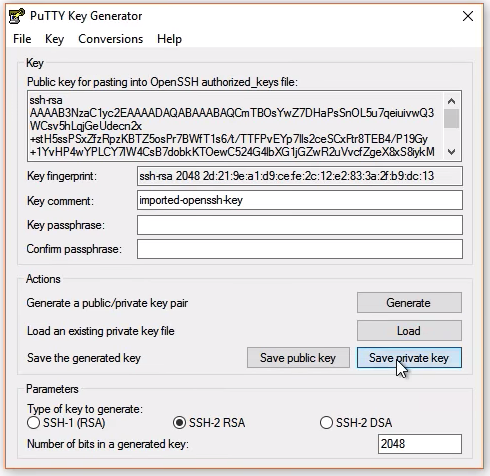 PuTTY Key Generator
File Key Conversions Help
Key
Public key for pasting into OpenSSH authorized_keys file:
ssh-rsa
AAAAB3NzaC1yc2EAAAADAQABAAABAQCmTBOsYwZ7DHaPsSnOL5u7qeiuivwQ3
WCsv5hLqjGeUdecn2x
+stH5ssPSxZfzRpzKBTZ5osPr7BWfT1s6/t/TTFPvEYp7lls2ceSCxPtr8TEB4/P19Gy
+1YvHP4wYPLCY7lW4CsB7dobkKTOewC524G4lbXG1jGZwR2uVvcfZgeX8xS8iykM
Key fingerprint: ssh-rsa 2048 2d:21:9e:a1:d9:ce:fe:2c:12:e2:83:3a:2f:b9:dc:13
Key comment: imported-openssh-key
Key passphrase:
Confirm passphrase:
Actions
Generate a public/private key pair Generate
Load an existing private key file Load
Save the generated key Save public key Save private key
Parameters
Type of key to generate:
SSH-1 (RSA) SSH-2 RSA SSH-2 DSA
Number of bits in a generated key: 2048